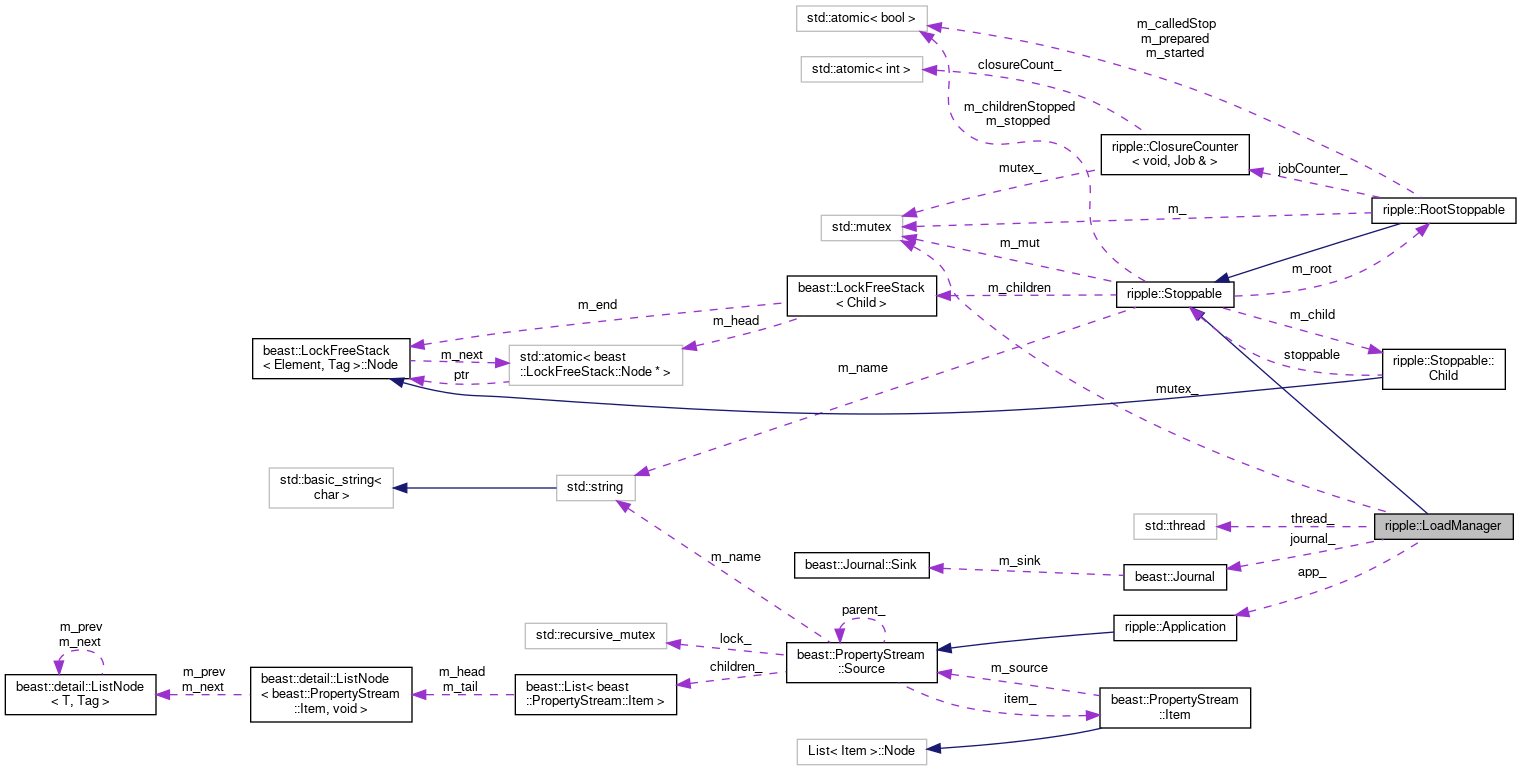 std::atomic< bool >
m_calledStop
m_prepared
m_started
std::atomic< int >
closureCount_
m_childrenStopped
m_stopped
ripple::ClosureCounter
< void, Job & >
mutex_
jobCounter_
ripple::RootStoppable
m_
std::mutex
m_mut
m_root
beast::LockFreeStack
< Child >
m_children
ripple::Stoppable
m_end
m_head
m_child
beast::LockFreeStack
< Element, Tag >::Node
m_next
ptr
std::atomic< beast
::LockFreeStack::Node * >
stoppable
ripple::Stoppable::
Child
m_name
mutex_
std::basic_string<
char >
std::string
std::thread
thread_
ripple::LoadManager
journal_
m_name
beast::Journal::Sink
m_sink
beast::Journal
app_
parent_
ripple::Application
std::recursive_mutex
lock_
m_prev
m_next
beast::PropertyStream
::Source
children_
m_source
item_
beast::detail::ListNode
< T, Tag >
m_prev
m_next
beast::detail::ListNode
< beast::PropertyStream
::Item, void >
m_head
m_tail
beast::List< beast
::PropertyStream::Item >
beast::PropertyStream
::Item
List< Item >::Node